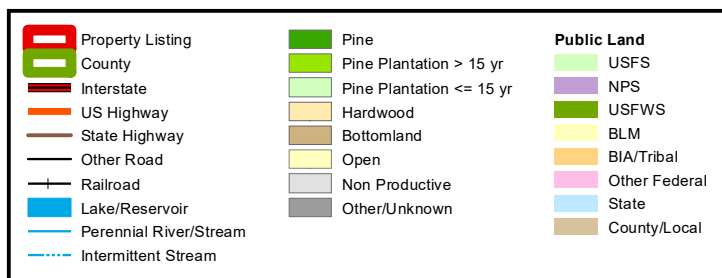 Property Listing
County
Interstate
US Highway
State Highway
Other Road
Railroad
Lake/Reservoir
Perennial River/Stream
Intermittent Stream
Pine
Pine Plantation > 15 yr
Pine Plantation <= 15 yr
Hardwood
Bottomland
Open
Non Productive
Other/Unknown
Public Land
USFS
NPS
USFWS
BLM
BIA/Tribal
Other Federal
State
County/Local